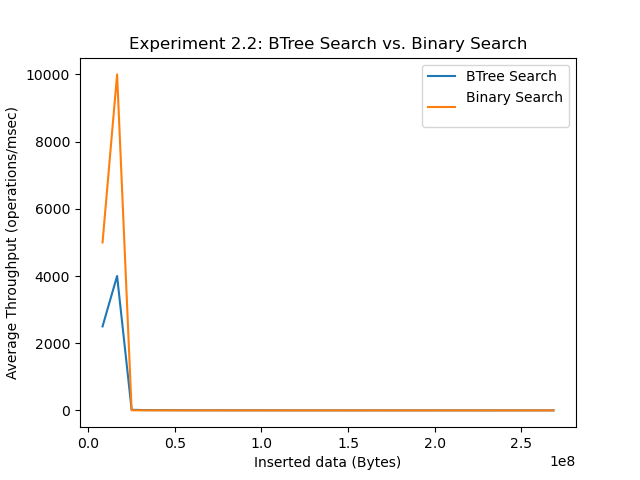 Experiment 2.2: BTree Search vs. Binary Search
BTree Search
Binary Search
Average Throughput (operations/msec)
10000
8000
6000
4000
2000
0
0.0 0.5 1.0 1.5 2.0 2.5
1e8
Inserted data (Bytes)